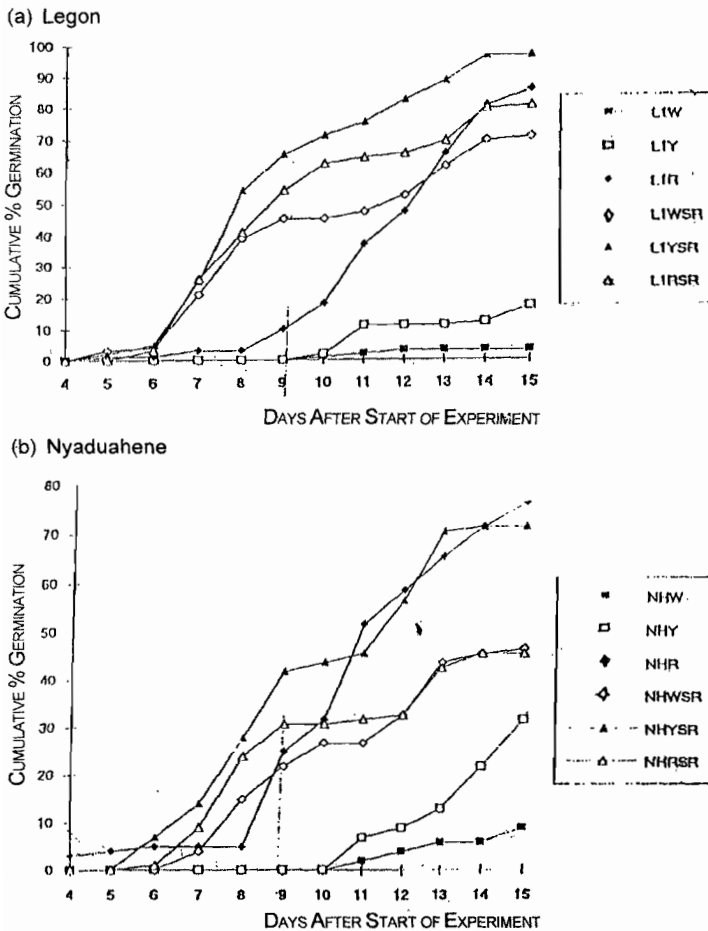 (a) Legon
100
90
80
70
60
50
40
30
20
10
0
CUMULATIVE % GERMINATION
4 5 6 7 8 9 10 11 12 13 14 15
DAYS AFTER START OF EXPERIMENT
L1W
L1Y
L1R
L1WSR
L1YSR
L1RSR
(b) Nyaduahene
80
70
60
50
40
30
20
10
0
CUMULATIVE % GERMINATION
4 5 6 7 8 9 10 11 12 13 14 15
DAYS AFTER START OF EXPERIMENT
NHW
NHY
NHR
NHWSR
NHYSR
NHRSR